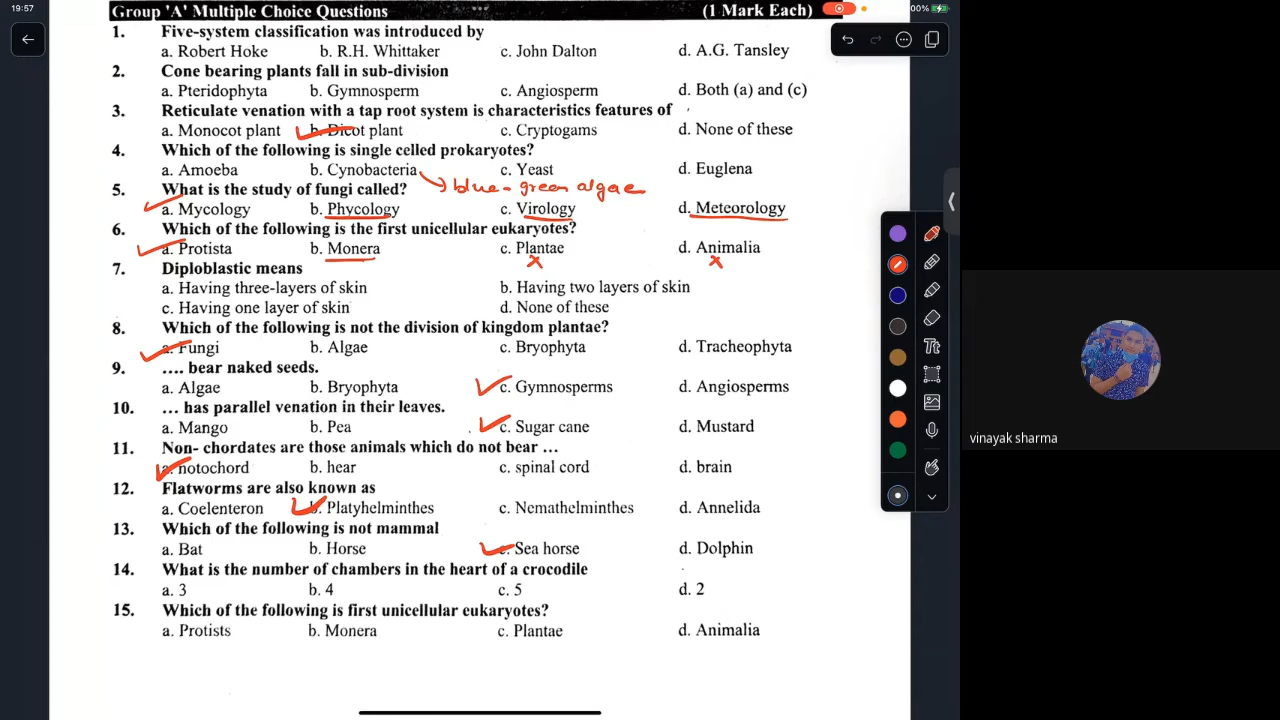 19:57
00%
Group 'A' Multiple Choice Questions (1 Mark Each)
1. Five-system classification was introduced by
a. Robert Hoke b. R.H. Whittaker c. John Dalton d. A.G. Tansley
2. Cone bearing plants fall in sub-division
a. Pteridophyta b. Gymnosperm c. Angiosperm d. Both (a) and (c)
3. Reticulate venation with a tap root system is characteristics features of
a. Monocot plant b. Dicot plant c. Cryptogams d. None of these
4. Which of the following is single celled prokaryotes?
a. Amoeba b. Cynobacteria c. Yeast d. Euglena
blue-green algae
5. What is the study of fungi called?
a. Mycology b. Phycology c. Virology d. Meteorology
6. Which of the following is the first unicellular eukaryotes?
a. Protista b. Monera c. Plantae d. Animalia
7. Diploblastic means
a. Having three-layers of skin b. Having two layers of skin
c. Having one layer of skin d. None of these
8. Which of the following is not the division of kingdom plantae?
a. Fungi b. Algae c. Bryophyta d. Tracheophyta
9. .... bear naked seeds.
a. Algae b. Bryophyta c. Gymnosperms d. Angiosperms
10. ... has parallel venation in their leaves.
a. Mango b. Pea c. Sugar cane d. Mustard
11. Non- chordates are those animals which do not bear ...
a. notochord b. hear c. spinal cord d. brain
12. Flatworms are also known as
a. Coelenteron b. Platyhelminthes c. Nemathelminthes d. Annelida
13. Which of the following is not mammal
a. Bat b. Horse c. Sea horse d. Dolphin
14. What is the number of chambers in the heart of a crocodile
a. 3 b. 4 c. 5 d. 2
15. Which of the following is first unicellular eukaryotes?
a. Protists b. Monera c. Plantae d. Animalia
Tt
vinayak sharma